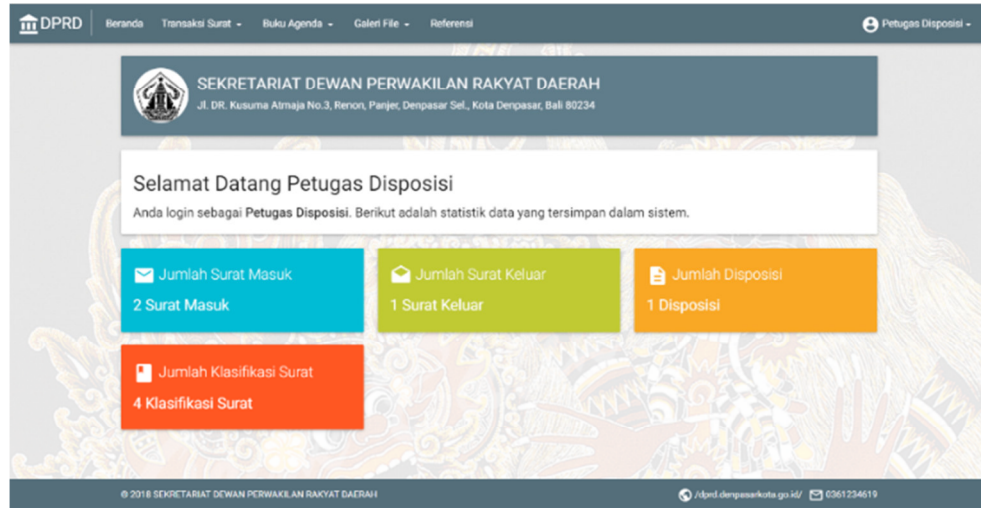 DPRD Beranda Transaksi Surat Buku Agenda Galeri File Referensi Petugas Disposisi
SEKRETARIAT DEWAN PERWAKILAN RAKYAT DAERAH
Jl. DR. Kusuma Atmaja No.3, Renon, Panjer, Denpasar Sel., Kota Denpasar, Bali 80234
Selamat Datang Petugas Disposisi
Anda login sebagai Petugas Disposisi. Berikut adalah statistik data yang tersimpan dalam sistem.
Jumlah Surat Masuk
2 Surat Masuk
Jumlah Surat Keluar
1 Surat Keluar
Jumlah Disposisi
1 Disposisi
Jumlah Klasifikasi Surat
4 Klasifikasi Surat
© 2018 SEKRETARIAT DEWAN PERWAKILAN RAKYAT DAERAH /dprd.denpasarkota.go.id/ 0361234619